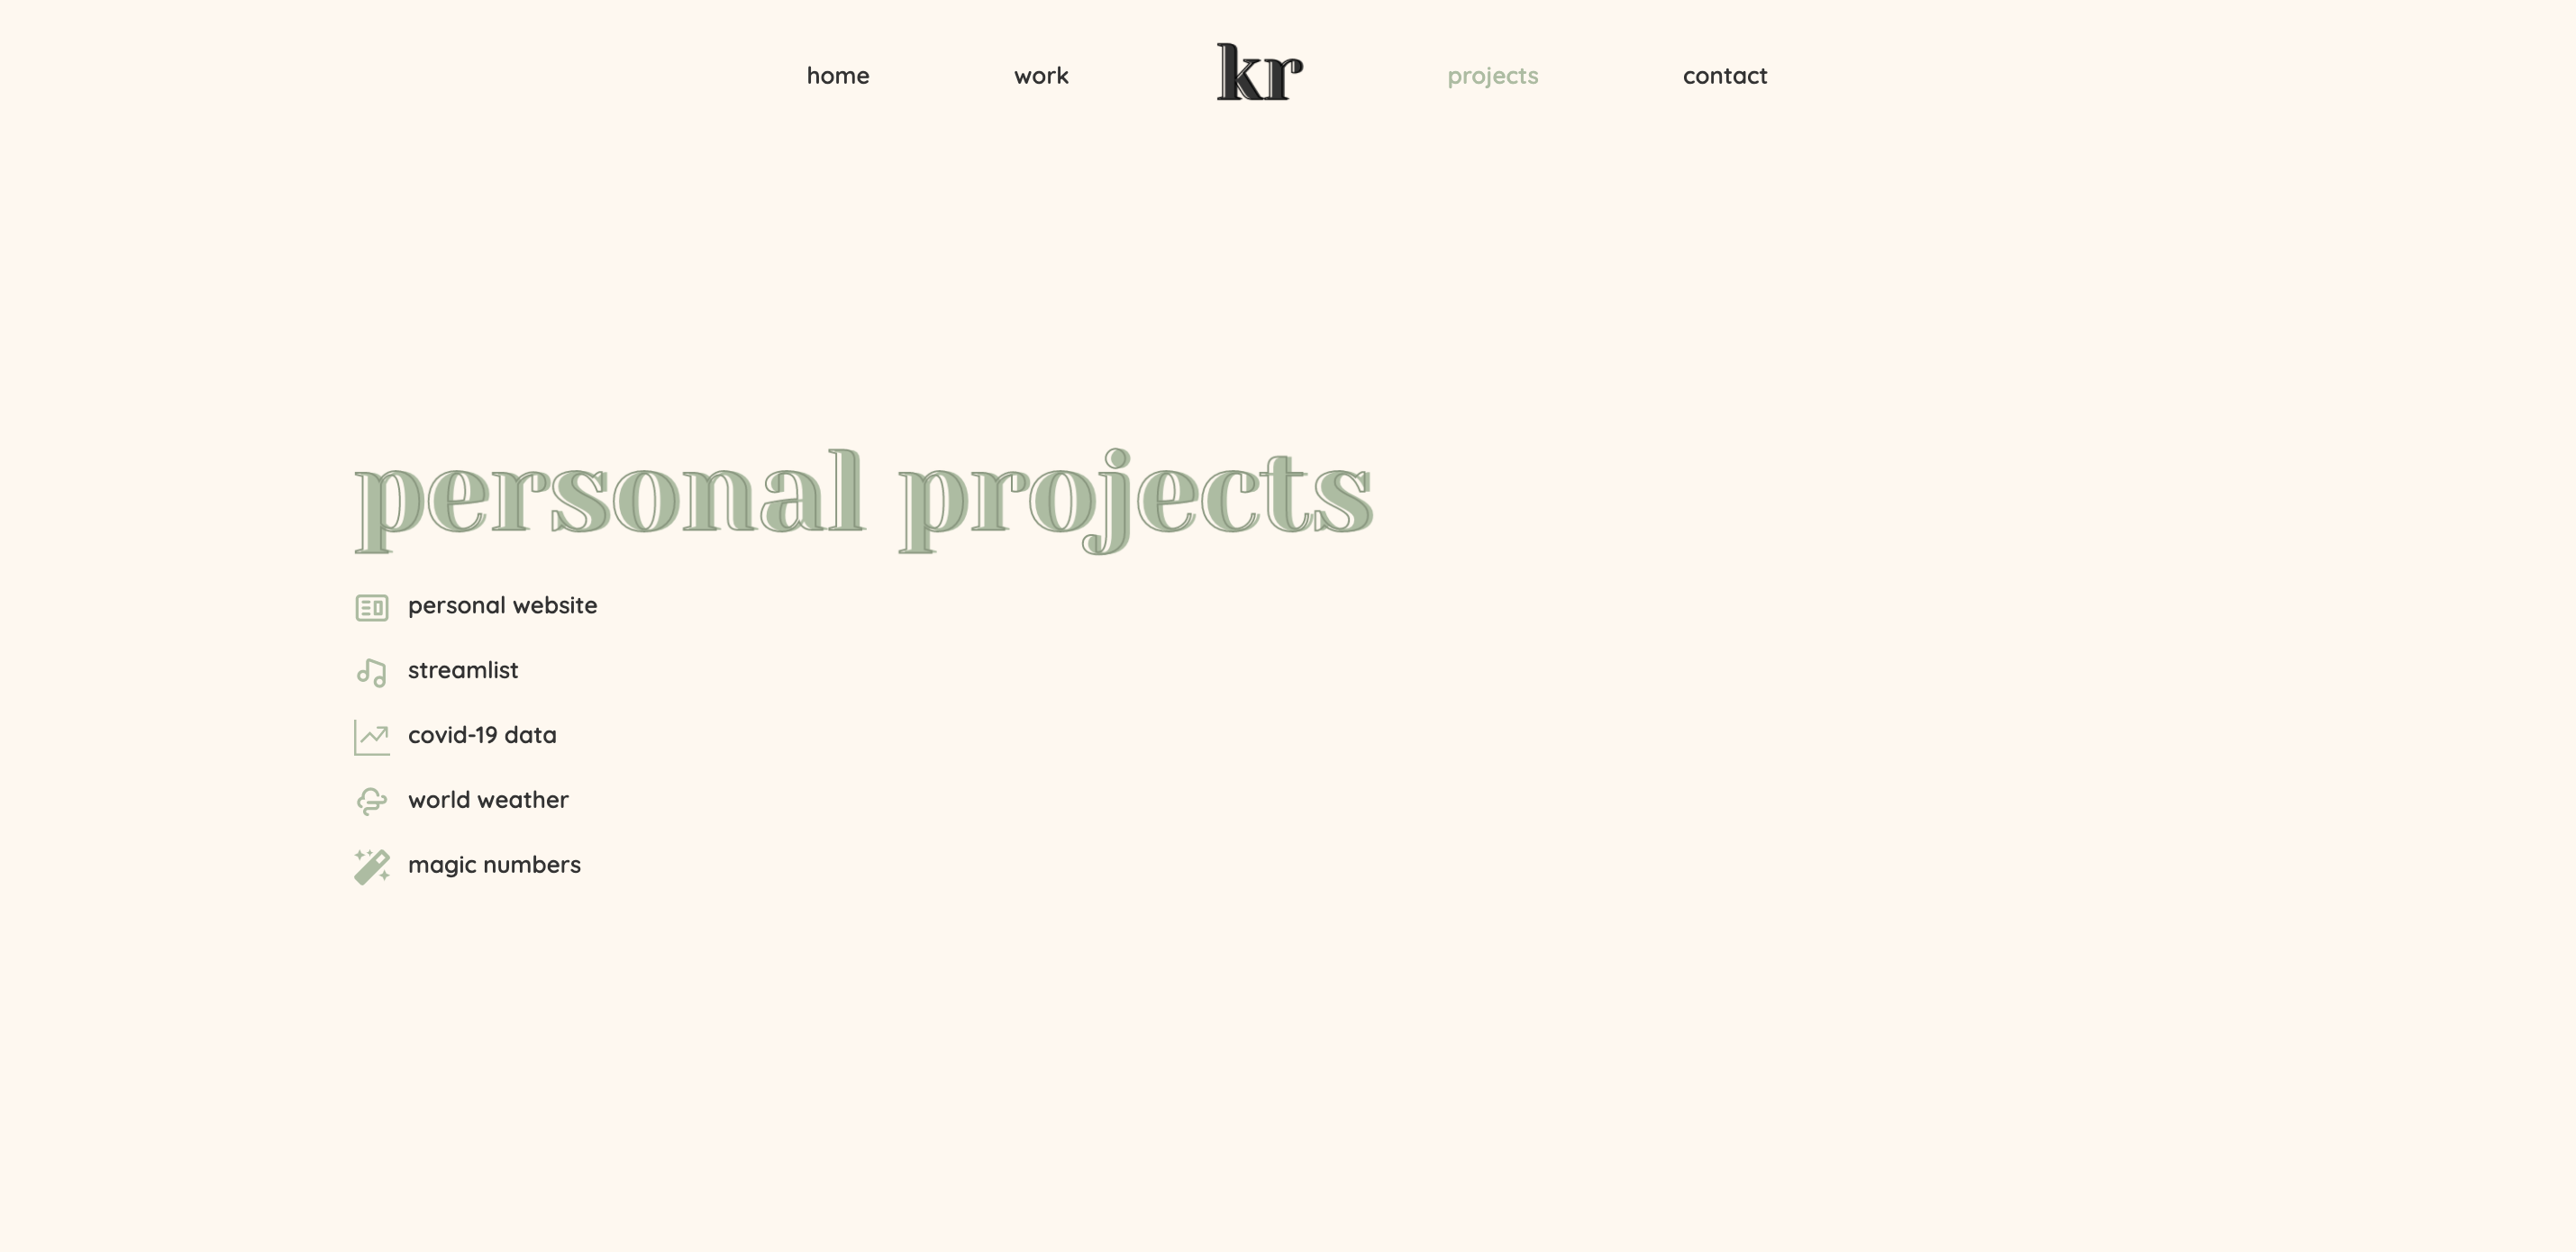 home work kr projects contact
personal projects
personal website
streamlist
covid-19 data
world weather
magic numbers